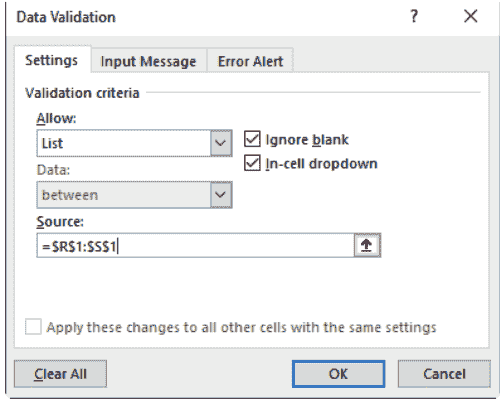 Data Validation ?
Settings Input Message Error Alert
Validation criteria
Allow:
List
Ignore blank
In-cell dropdown
Data:
between
Source:
=$R$1:$S$1
Apply these changes to all other cells with the same settings
Clear All OK Cancel